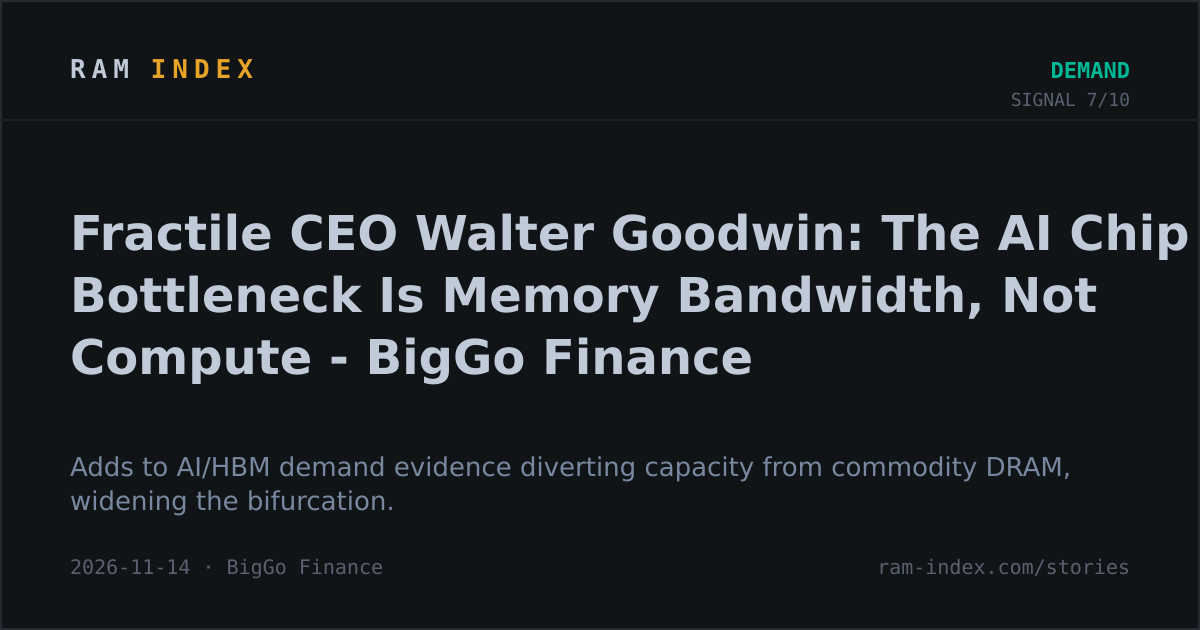 RAM INDEX
DEMAND
SIGNAL 7/10
Fractile CEO Walter Goodwin: The AI Chip
Bottleneck Is Memory Bandwidth, Not
Compute - BigGo Finance
Adds to AI/HBM demand evidence diverting capacity from commodity DRAM,
widening the bifurcation.
2026-11-14 · BigGo Finance
ram-index.com/stories